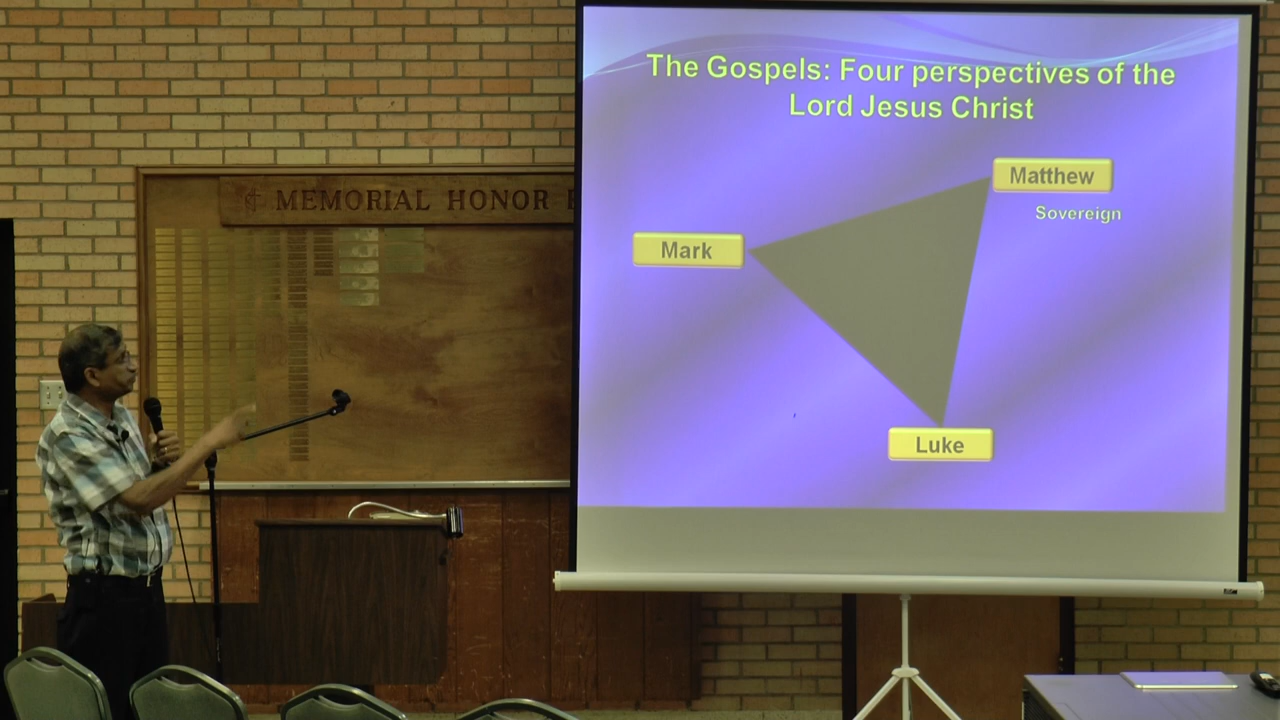 The Gospels: Four perspectives of the
Lord Jesus Christ
Matthew
Sovereign
Mark
Luke
MEMORIAL HONOR